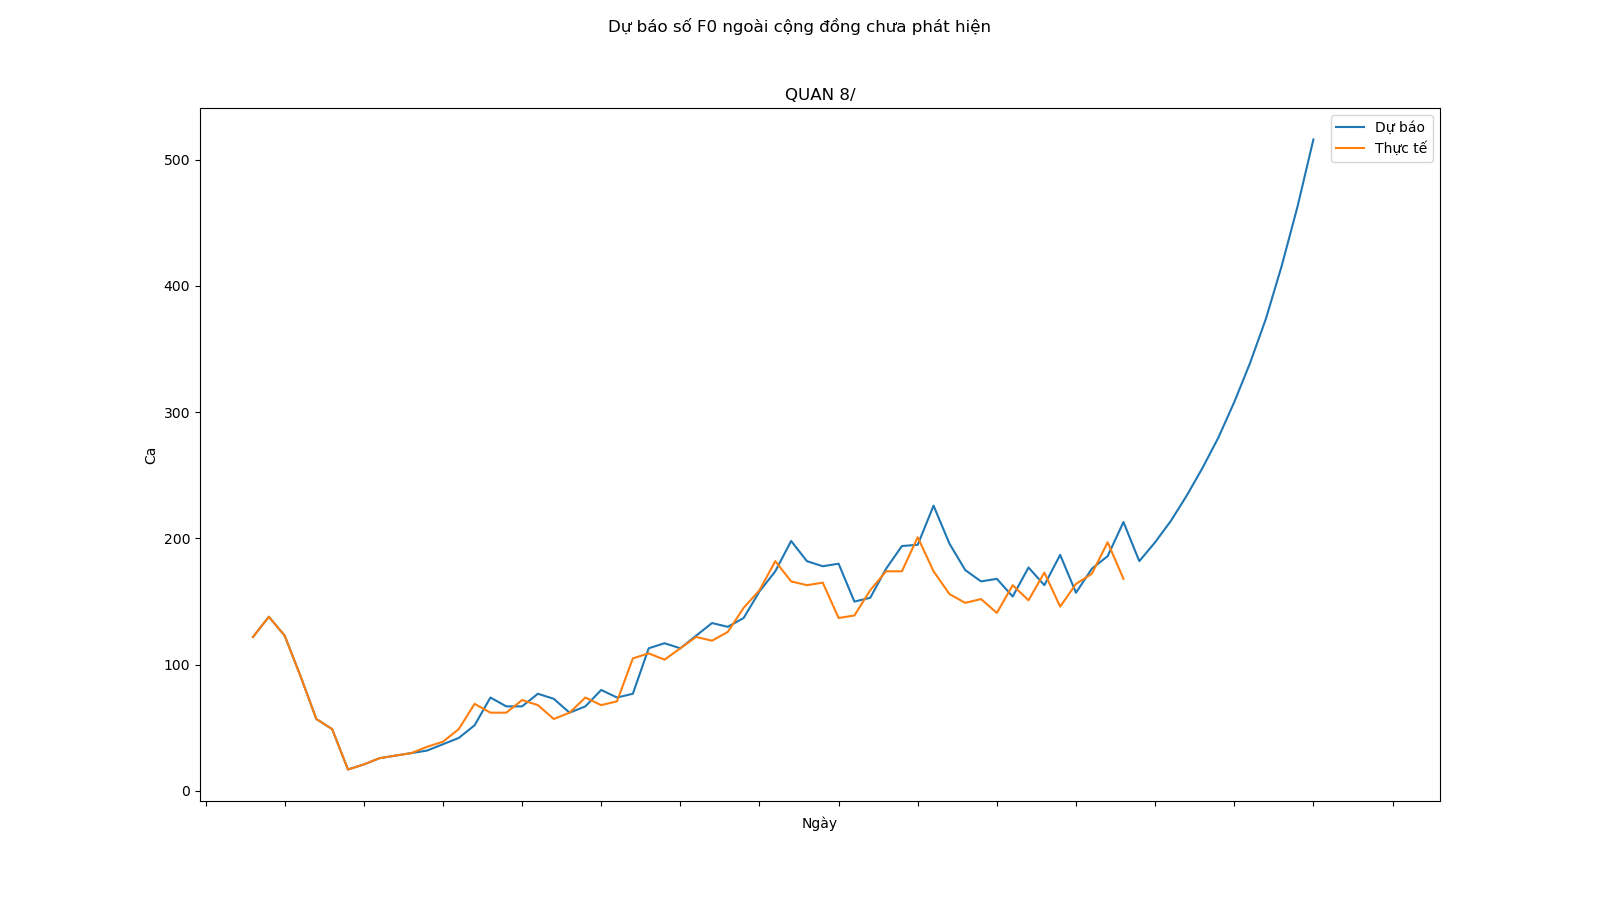 Dự báo số F0 ngoài cộng đồng chưa phát hiện
QUAN 8/
Dự báo
Thực tế
500
400
300
200
100
0
Ca
Ngày